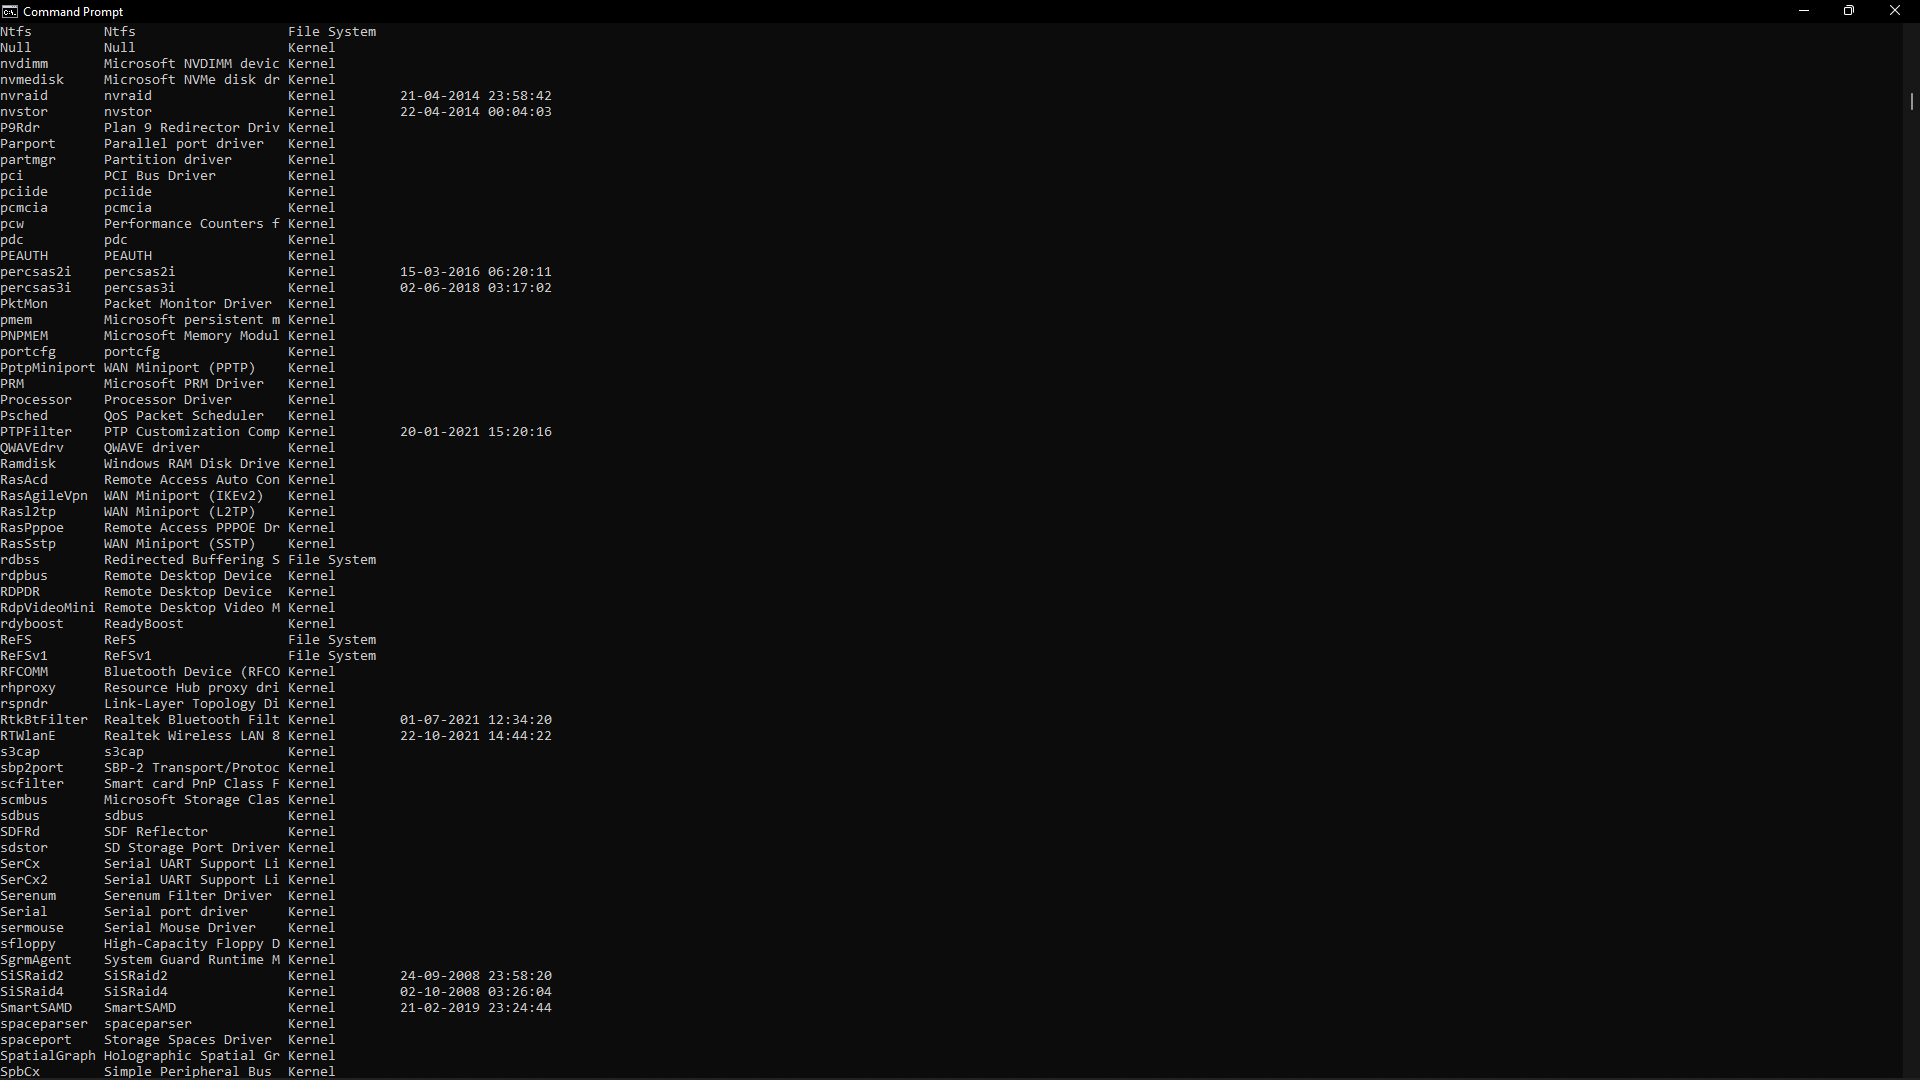 Command Prompt
Ntfs         Ntfs                   File System
Null         Null                   Kernel
nvdimm       Microsoft NVDIMM devic Kernel
nvmedisk     Microsoft NVMe disk dr Kernel
nvraid       nvraid                 Kernel        21-04-2014 23:58:42
nvstor       nvstor                 Kernel        22-04-2014 00:04:03
P9Rdr        Plan 9 Redirector Driv Kernel
Parport      Parallel port driver   Kernel
partmgr      Partition driver       Kernel
pci          PCI Bus Driver         Kernel
pciide       pciide                 Kernel
pcmcia       pcmcia                 Kernel
pcw          Performance Counters f Kernel
pdc          pdc                    Kernel
PEAUTH       PEAUTH                 Kernel
percsas2i    percsas2i              Kernel        15-03-2016 06:20:11
percsas3i    percsas3i              Kernel        02-06-2018 03:17:02
PktMon       Packet Monitor Driver  Kernel
pmem         Microsoft persistent m Kernel
PNPMEM       Microsoft Memory Modul Kernel
portcfg      portcfg                Kernel
PptpMiniport WAN Miniport (PPTP)    Kernel
PRM          Microsoft PRM Driver   Kernel
Processor    Processor Driver       Kernel
Psched       QoS Packet Scheduler   Kernel
PTPFilter    PTP Customization Comp Kernel        20-01-2021 15:20:16
QWAVEdrv     QWAVE driver           Kernel
Ramdisk      Windows RAM Disk Drive Kernel
RasAcd       Remote Access Auto Con Kernel
RasAgileVpn  WAN Miniport (IKEv2)   Kernel
Rasl2tp      WAN Miniport (L2TP)    Kernel
RasPppoe     Remote Access PPPOE Dr Kernel
RasSstp      WAN Miniport (SSTP)    Kernel
rdbss        Redirected Buffering S File System
rdpbus       Remote Desktop Device  Kernel
RDPDR        Remote Desktop Device  Kernel
RdpVideoMini Remote Desktop Video M Kernel
rdyboost     ReadyBoost             Kernel
ReFS         ReFS                   File System
ReFSv1       ReFSv1                 File System
RFCOMM       Bluetooth Device (RFCO Kernel
rhproxy      Resource Hub proxy dri Kernel
rspndr       Link-Layer Topology Di Kernel
RtkBtFilter  Realtek Bluetooth Filt Kernel        01-07-2021 12:34:20
RTWlanE      Realtek Wireless LAN 8 Kernel        22-10-2021 14:44:22
s3cap        s3cap                  Kernel
sbp2port     SBP-2 Transport/Protoc Kernel
scfilter     Smart card PnP Class F Kernel
scmbus       Microsoft Storage Clas Kernel
sdbus        sdbus                  Kernel
SDFRd        SDF Reflector          Kernel
sdstor       SD Storage Port Driver Kernel
SerCx        Serial UART Support Li Kernel
SerCx2       Serial UART Support Li Kernel
Serenum      Serenum Filter Driver  Kernel
Serial       Serial port driver     Kernel
sermouse     Serial Mouse Driver    Kernel
sfloppy      High-Capacity Floppy D Kernel
SgrmAgent    System Guard Runtime M Kernel
SiSRaid2     SiSRaid2               Kernel        24-09-2008 23:58:20
SiSRaid4     SiSRaid4               Kernel        02-10-2008 03:26:04
SmartSAMD    SmartSAMD              Kernel        21-02-2019 23:24:44
spaceparser  spaceparser            Kernel
spaceport    Storage Spaces Driver  Kernel
SpatialGraph Holographic Spatial Gr Kernel
SpbCx        Simple Peripheral Bus  Kernel